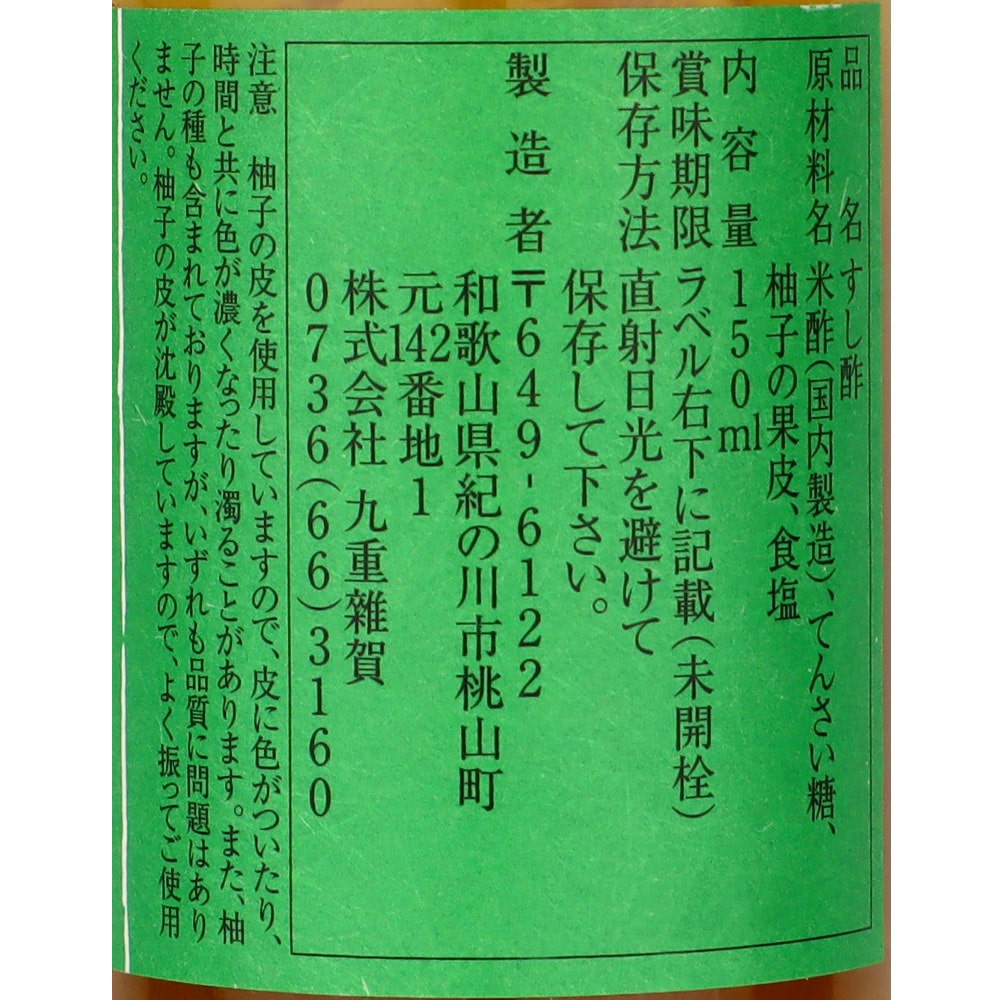 品名 すし酢
原材料名 米酢(国内製造)、てんさい糖、
柚子の果皮、食塩
内容量 150ml
賞味期限 ラベル右下に記載(未開栓)
保存方法 直射日光を避けて
保存して下さい。
製造者 〒649-6122
和歌山県紀の川市桃山町
元142番地1
株式会社 九重雜賀
0736(66)3160
注意 柚子の皮を使用していますので、皮に色がついたり、
時間と共に色が濃くなったり濁ることがあります。また、柚
子の種も含まれておりますが、いずれも品質に問題はあり
ません。柚子の皮が沈殿していますので、よく振ってご使用
ください。